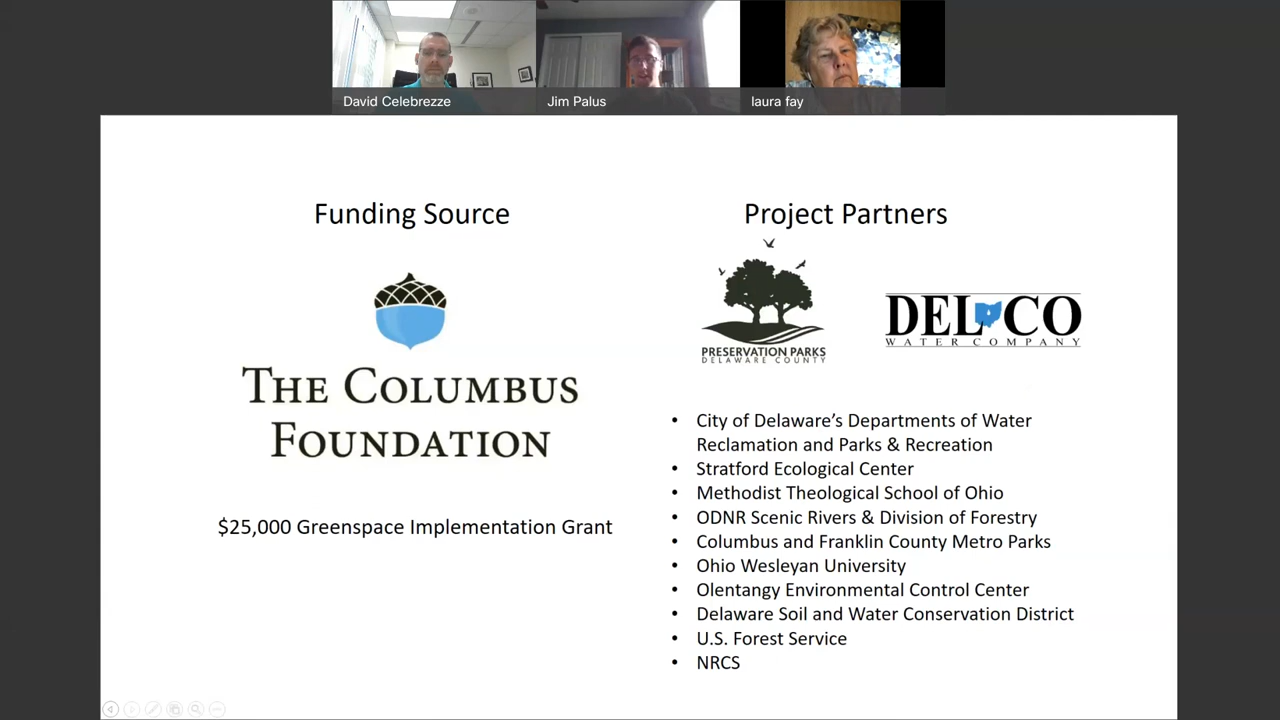 David Celebrezze
Jim Palus
laura fay
Funding Source
THE COLUMBUS
FOUNDATION
$25,000 Greenspace Implementation Grant
Project Partners
PRESERVATION PARKS
DELAWARE COUNTY
DEL CO
WATER COMPANY
• City of Delaware’s Departments of Water
Reclamation and Parks & Recreation
• Stratford Ecological Center
• Methodist Theological School of Ohio
• ODNR Scenic Rivers & Division of Forestry
• Columbus and Franklin County Metro Parks
• Ohio Wesleyan University
• Olentangy Environmental Control Center
• Delaware Soil and Water Conservation District
• U.S. Forest Service
• NRCS